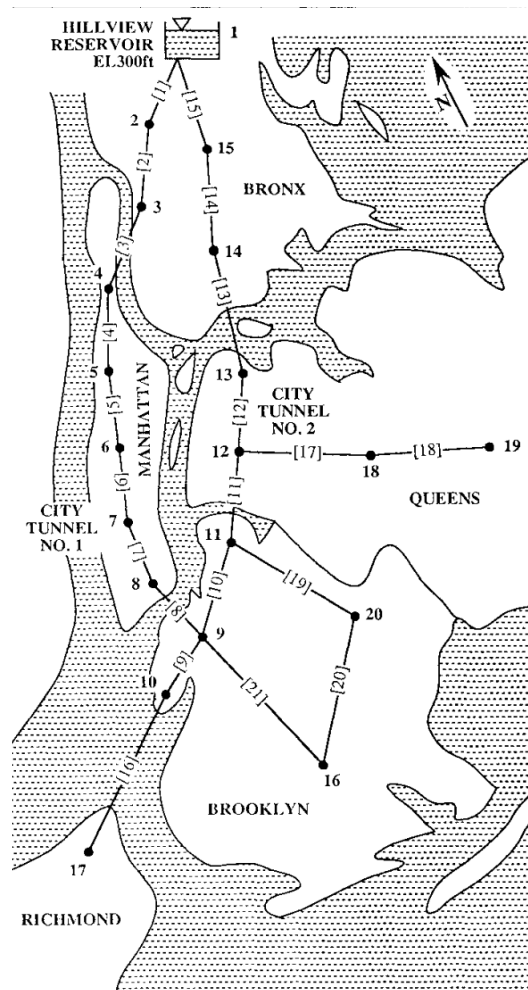 HILLVIEW
RESERVOIR
EL300ft
1
[1]
[15]
2
15
[2]
BRONX
N
[14]
3
[3]
14
4
[13]
[4]
5
13
CITY
TUNNEL
NO. 2
[5]
[12]
MANHATTAN
6
12
[17]
18
[18]
19
[6]
[11]
QUEENS
CITY
TUNNEL
NO. 1
7
11
[7]
[10]
[19]
8
[8]
20
9
[9]
[20]
10
[21]
[16]
16
BROOKLYN
17
RICHMOND